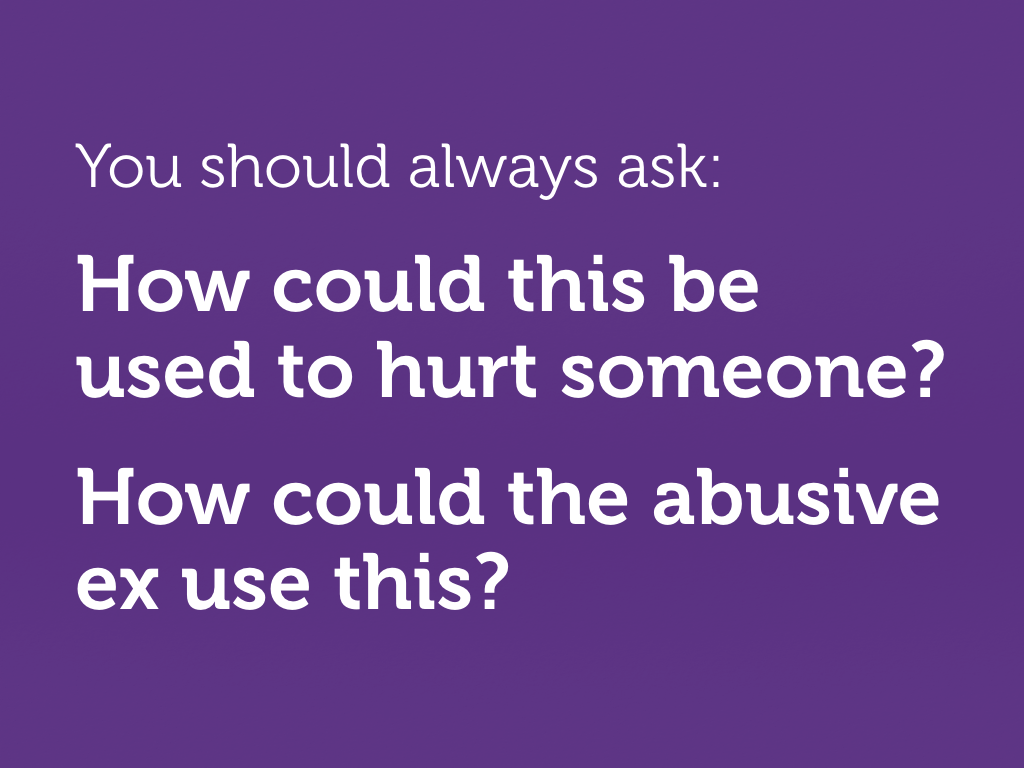 You should always ask:
How could this be
used to hurt someone?
How could the abusive
ex use this?